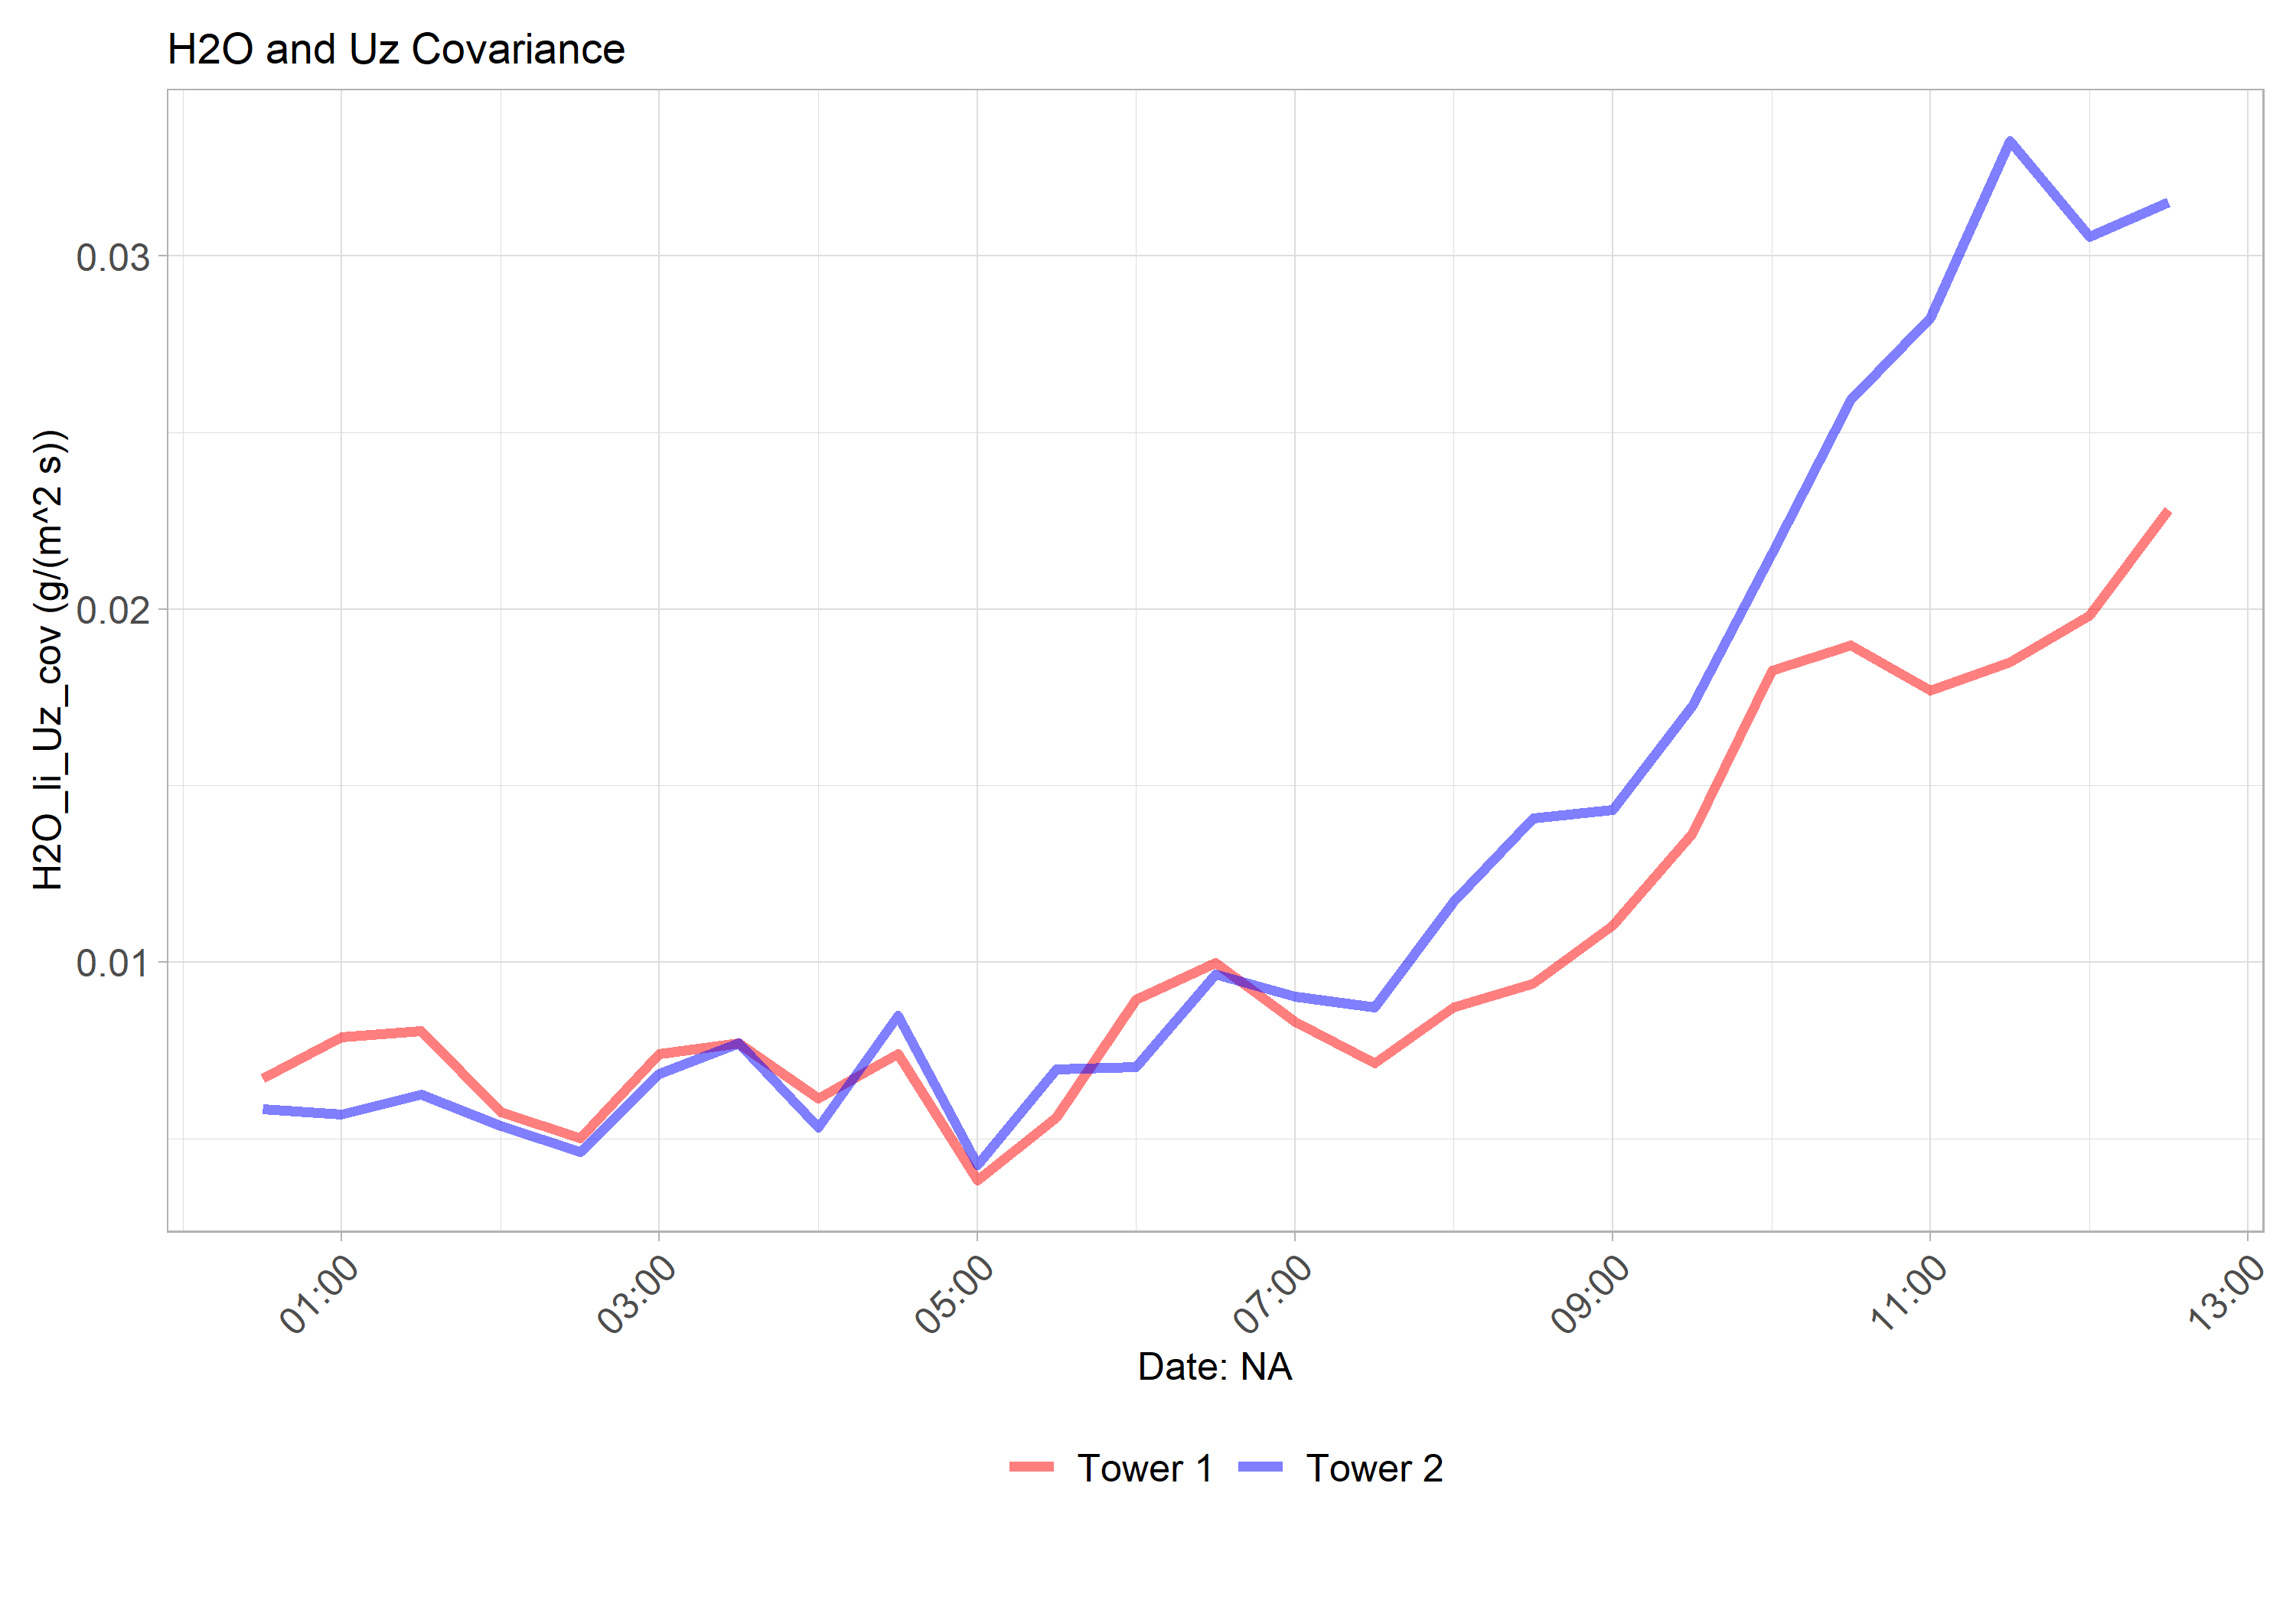 H2O and Uz Covariance
H2O_li_Uz_cov (g/(m^2 s))
0.03
0.02
0.01
01:00
03:00
05:00
07:00
09:00
11:00
13:00
Date: NA
Tower 1
Tower 2